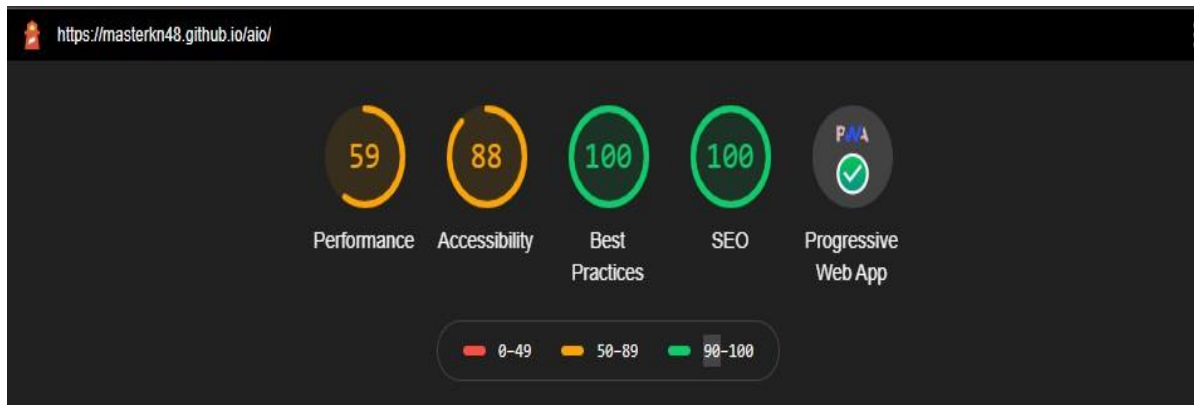 https://masterkn48.github.io/aio/
59
88
100
100
PWA
Performance
Accessibility
Best
Practices
SEO
Progressive
Web App
0–49
50–89
90–100